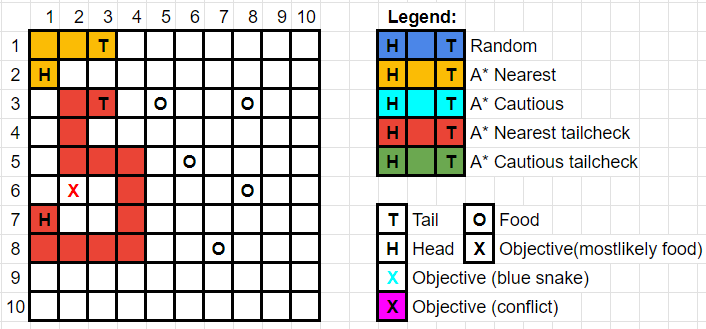 1 2 3 4 5 6 7 8 9 10 Legend:
1 T H T Random
2 H H T A* Nearest
3 T O O H T A* Cautious
4 H T A* Nearest tailcheck
5 O H T A* Cautious tailcheck
6 X O
7 H T Tail O Food
8 O H Head X Objective(mostlikely food)
9 X Objective (blue snake)
10 X Objective (conflict)